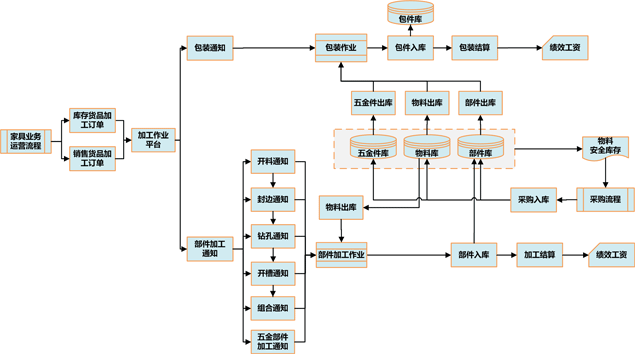 包件库
包装通知
包装作业
包件入库
包装结算
绩效工资
五金件出库
物料出库
部件出库
家具业务
运营流程
库存货品加
工订单
销售货品加
工订单
加工作业
平台
五金件库
物料库
部件库
物料
安全库存
开料通知
封边通知
钻孔通知
开槽通知
组合通知
五金部件
加工通知
部件加工
通知
物料出库
采购入库
采购流程
部件加工作业
部件入库
加工结算
绩效工资